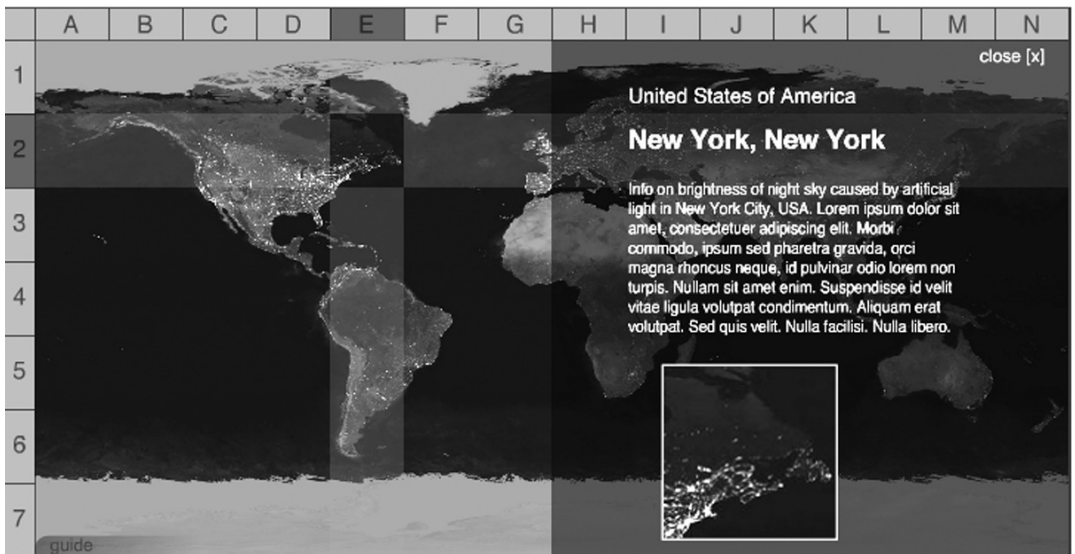 A B C D E F G H I J K L M N
1
close [x]
United States of America
New York, New York
2
Info on brightness of night sky caused by artificial
light in New York City, USA. Lorem ipsum dolor sit
amet, consectetuer adipiscing elit. Morbi
commodo, ipsum sed pharetra gravida, orci
magna rhoncus neque, id pulvinar odio lorem non
turpis. Nullam sit amet enim. Suspendisse id velit
vitae ligula volutpat condimentum. Aliquam erat
volutpat. Sed quis velit. Nulla facilisi. Nulla libero.
3
4
5
6
7
guide